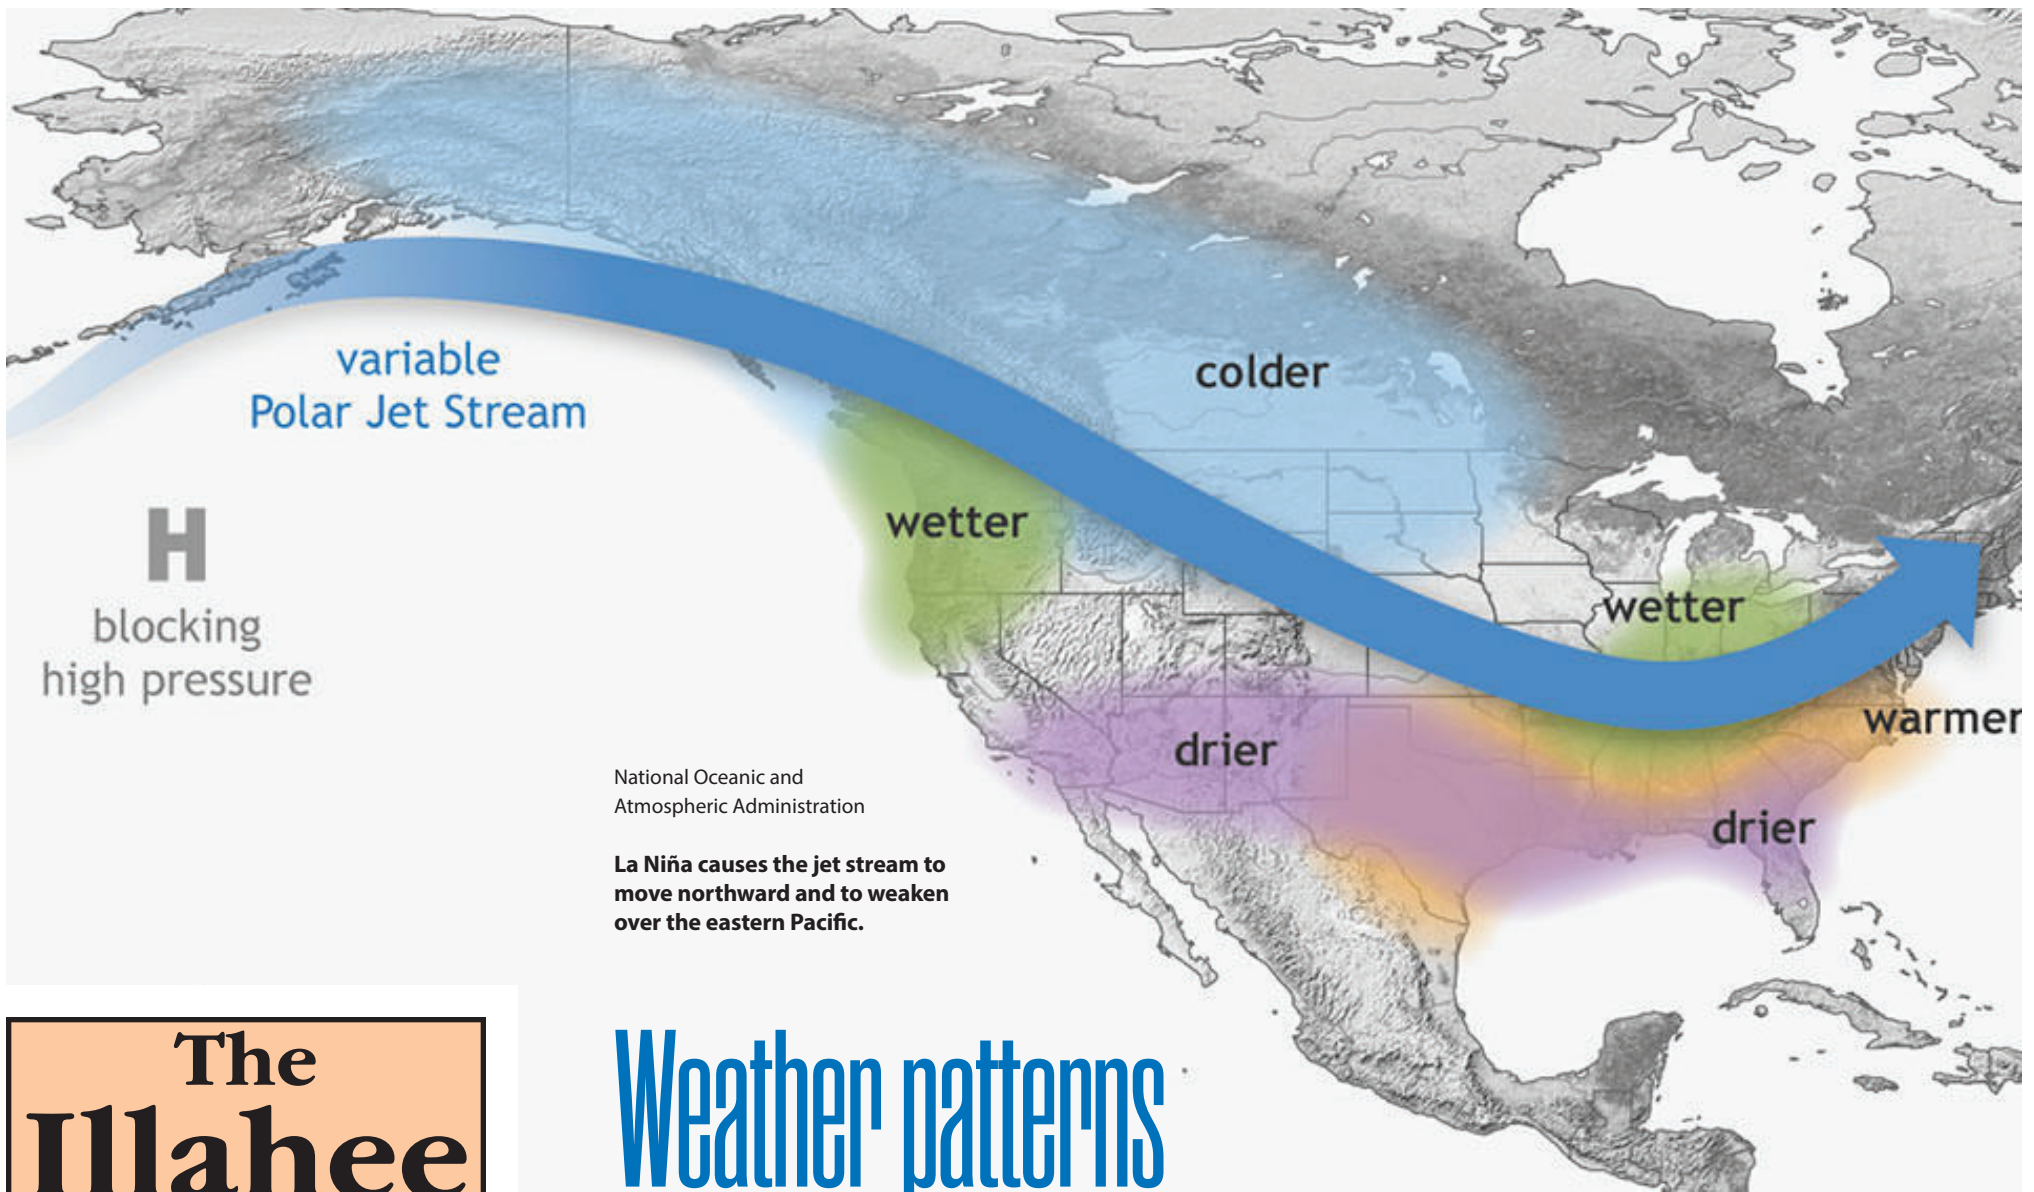 variable
Polar Jet Stream
colder
wetter
H
blocking
high pressure
wetter
warmer
drier
drier
National Oceanic and
Atmospheric Administration
La Niña causes the jet stream to
move northward and to weaken
over the eastern Pacific.
The
Illahee
Weather patterns